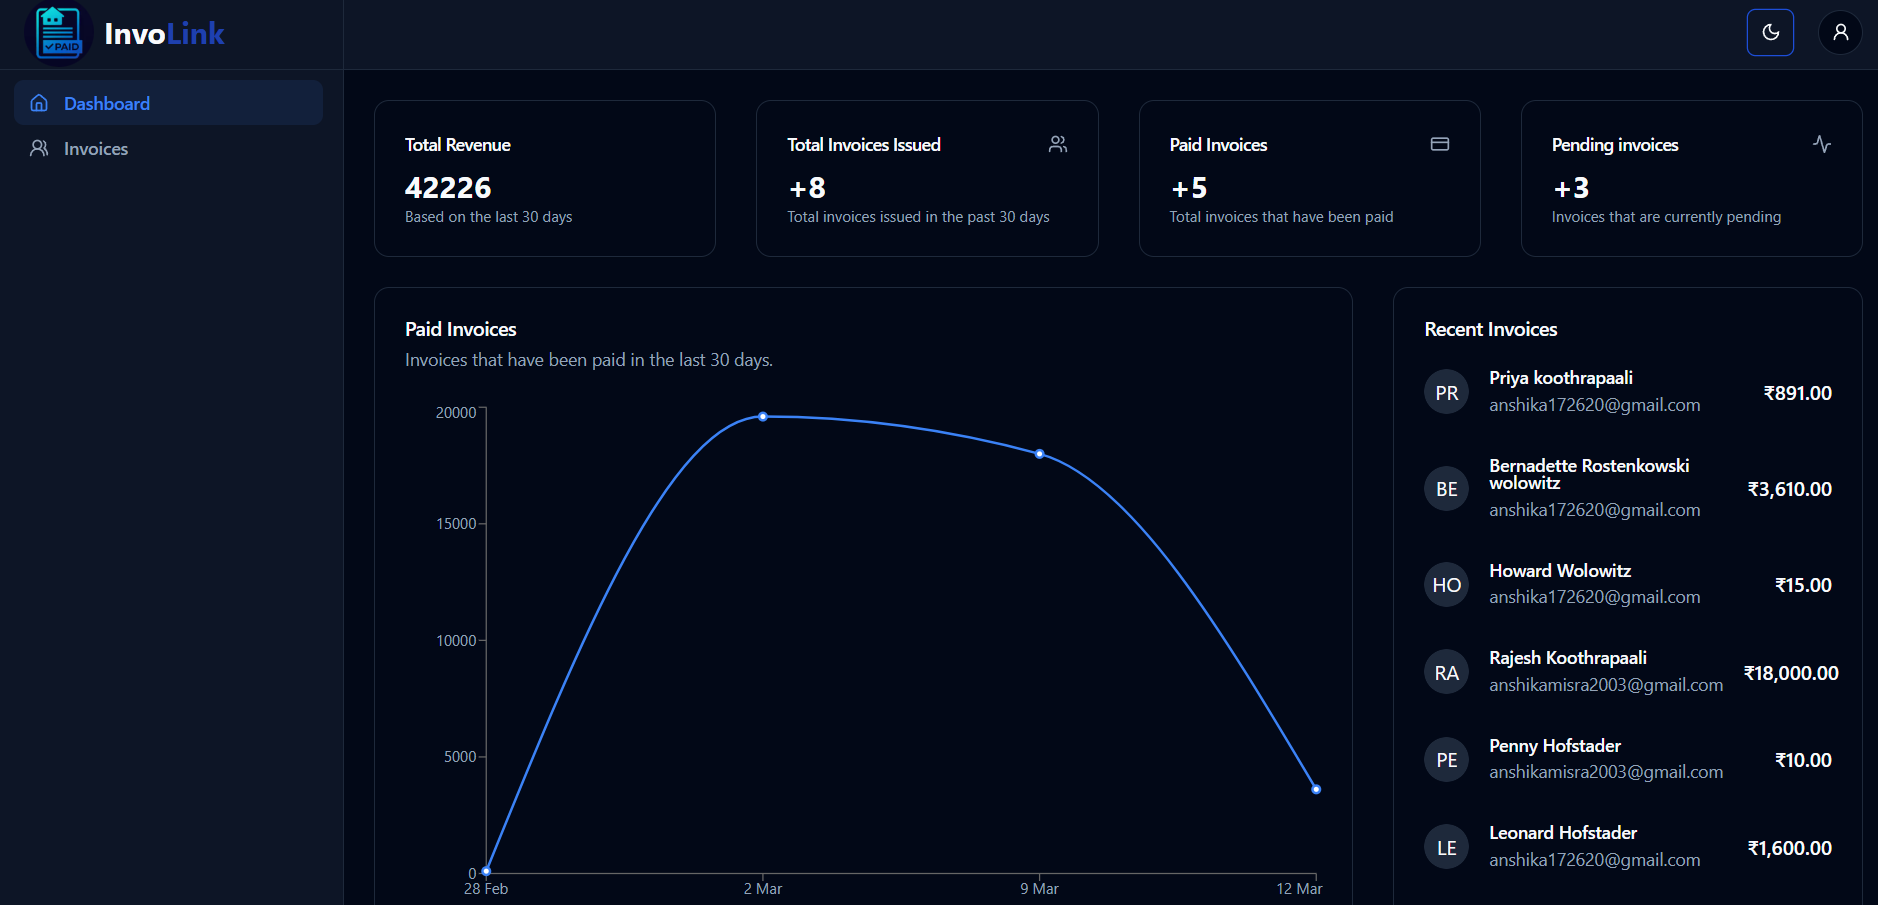 PAID
InvoLink
Dashboard
Invoices
Total Revenue
42226
Based on the last 30 days
Total Invoices Issued
+8
Total invoices issued in the past 30 days
Paid Invoices
+5
Total invoices that have been paid
Pending invoices
+3
Invoices that are currently pending
Paid Invoices
Invoices that have been paid in the last 30 days.
20000
15000
10000
5000
0
28 Feb
2 Mar
9 Mar
12 Mar
Recent Invoices
PR
Priya koothrapaali
anshika172620@gmail.com
₹891.00
BE
Bernadette Rostenkowski
wolowitz
anshika172620@gmail.com
₹3,610.00
HO
Howard Wolowitz
anshika172620@gmail.com
₹15.00
RA
Rajesh Koothrapaali
anshikamisra2003@gmail.com
₹18,000.00
PE
Penny Hofstader
anshikamisra2003@gmail.com
₹10.00
LE
Leonard Hofstader
anshika172620@gmail.com
₹1,600.00